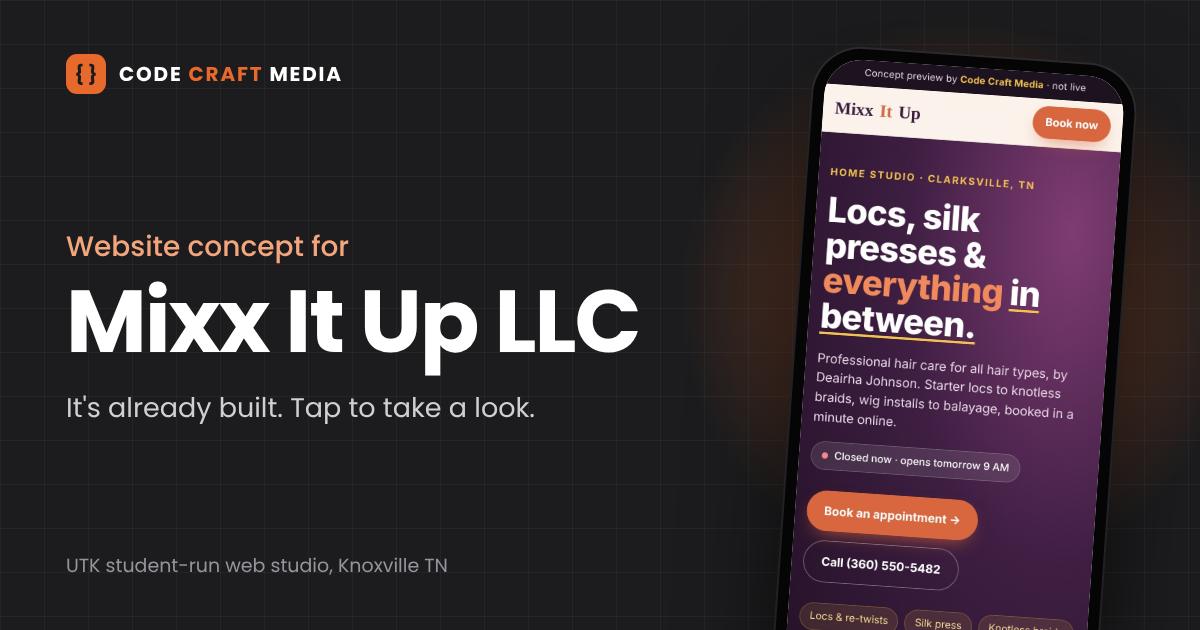 { } CODE CRAFT MEDIA
Website concept for
Mixx It Up LLC
It's already built. Tap to take a look.
UTK student-run web studio, Knoxville TN
Concept preview by Code Craft Media · not live
Mixx It Up
Book now
HOME STUDIO · CLARKSVILLE, TN
Locs, silk
presses &
everything in
between.
Professional hair care for all hair types, by
Deairha Johnson. Starter locs to knotless
braids, wig installs to balayage, booked in a
minute online.
Closed now · opens tomorrow 9 AM
Book an appointment →
Call (360) 550-5482
Locs & re-twists
Silk press
Knotless